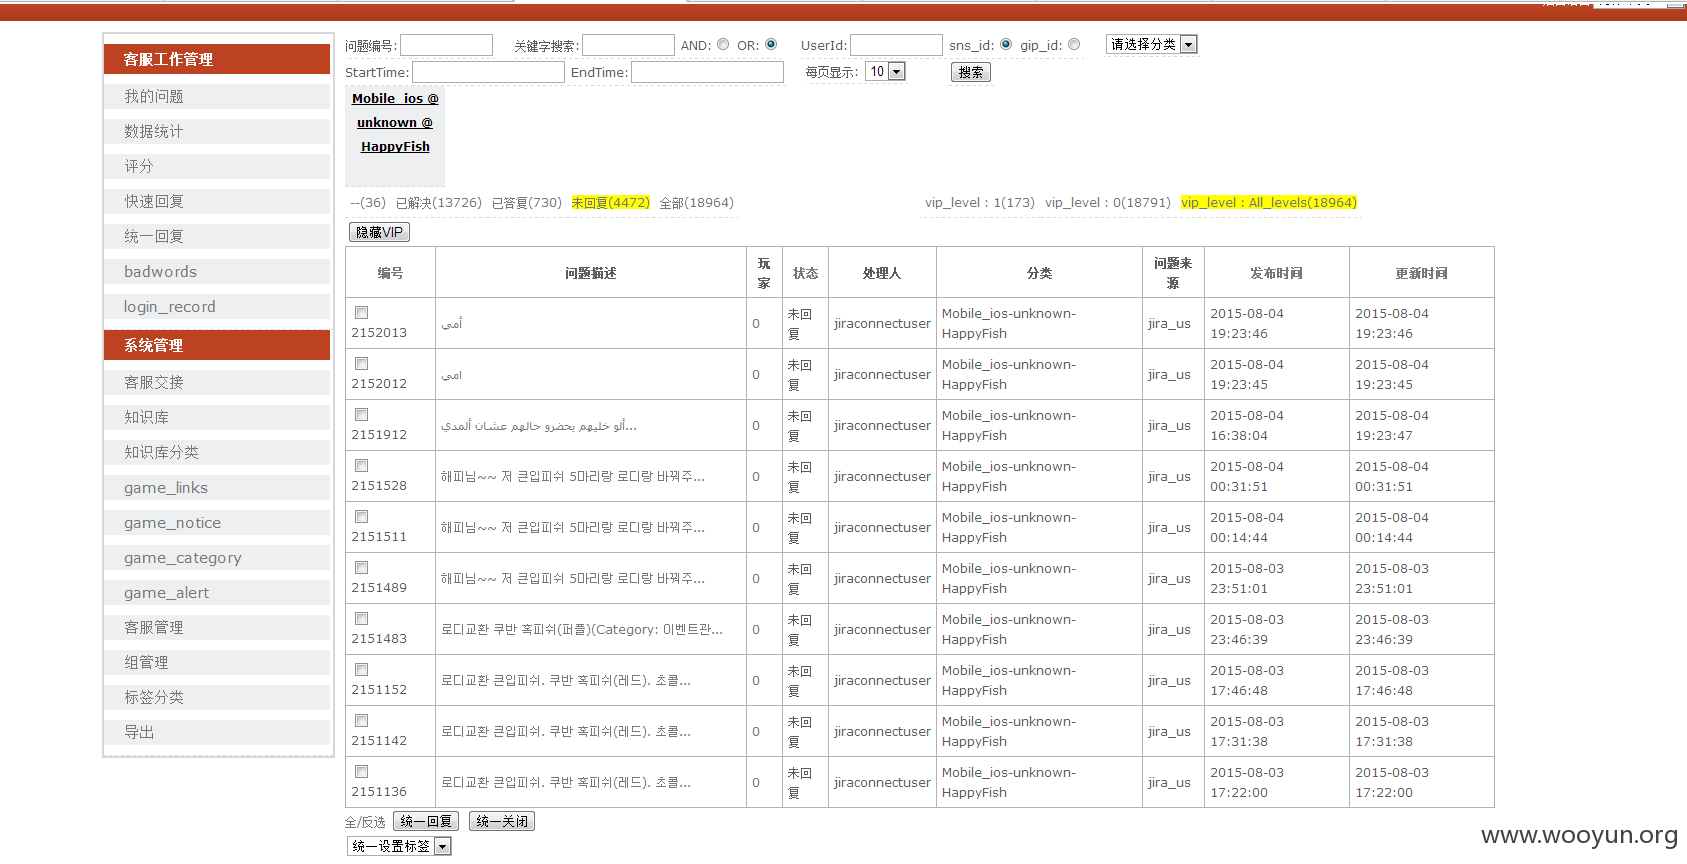 客服工作管理
我的问题
数据统计
评分
快速回复
统一回复
badwords
login_record
系统管理
客服交接
知识库
知识库分类
game_links
game_notice
game_category
game_alert
客服管理
组管理
标签分类
导出
问题编号: 关键字搜索: AND: OR: UserId: sns_id: gip_id: 请选择分类
StartTime: EndTime: 每页显示: 10 搜索
Mobile_ios @
unknown @
HappyFish
--(36) 已解决(13726) 已答复(730) 未回复(4472) 全部(18964) vip_level : 1(173) vip_level : 0(18791) vip_level : All_levels(18964)
隐藏VIP
编号 问题描述 玩家 状态 处理人 分类 问题来源 发布时间 更新时间
2152013 أمي 0 未回复 jiraconnectuser Mobile_ios-unknown-HappyFish jira_us 2015-08-04 19:23:46 2015-08-04 19:23:46
2152012 امي 0 未回复 jiraconnectuser Mobile_ios-unknown-HappyFish jira_us 2015-08-04 19:23:45 2015-08-04 19:23:45
2151912 ألو خليهم يحضرو حالهم عشان ألمدي... 0 未回复 jiraconnectuser Mobile_ios-unknown-HappyFish jira_us 2015-08-04 16:38:04 2015-08-04 19:23:47
2151528 해피님~~ 저 큰입피쉬 5마리랑 로디랑 바꿔주... 0 未回复 jiraconnectuser Mobile_ios-unknown-HappyFish jira_us 2015-08-04 00:31:51 2015-08-04 00:31:51
2151511 해피님~~ 저 큰입피쉬 5마리랑 로디랑 바꿔주... 0 未回复 jiraconnectuser Mobile_ios-unknown-HappyFish jira_us 2015-08-04 00:14:44 2015-08-04 00:14:44
2151489 해피님~~ 저 큰입피쉬 5마리랑 로디랑 바꿔주... 0 未回复 jiraconnectuser Mobile_ios-unknown-HappyFish jira_us 2015-08-03 23:51:01 2015-08-03 23:51:01
2151483 로디교환 쿠반 혹피쉬(퍼플)(Category: 이벤트관... 0 未回复 jiraconnectuser Mobile_ios-unknown-HappyFish jira_us 2015-08-03 23:46:39 2015-08-03 23:46:39
2151152 로디교환 큰입피쉬. 쿠반 혹피쉬(레드). 초콜... 0 未回复 jiraconnectuser Mobile_ios-unknown-HappyFish jira_us 2015-08-03 17:46:48 2015-08-03 17:46:48
2151142 로디교환 큰입피쉬. 쿠반 혹피쉬(레드). 초콜... 0 未回复 jiraconnectuser Mobile_ios-unknown-HappyFish jira_us 2015-08-03 17:31:38 2015-08-03 17:31:38
2151136 로디교환 큰입피쉬. 쿠반 혹피쉬(레드). 초콜... 0 未回复 jiraconnectuser Mobile_ios-unknown-HappyFish jira_us 2015-08-03 17:22:00 2015-08-03 17:22:00
全/反选 统一回复 统一关闭
统一设置标签
www.wooyun.org